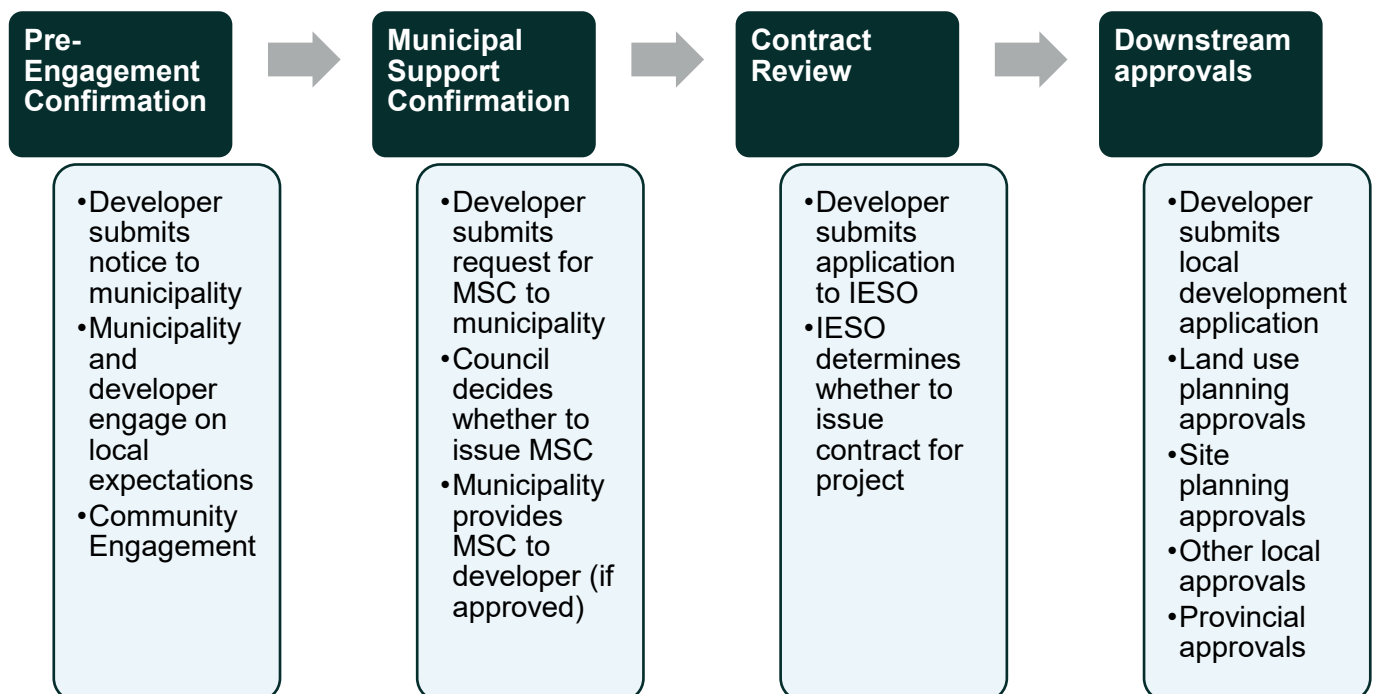 Pre-
Engagement
Confirmation
•Developer
submits
notice to
municipality
•Municipality
and
developer
engage on
local
expectations
•Community
Engagement
Municipal
Support
Confirmation
•Developer
submits
request for
MSC to
municipality
•Council
decides
whether to
issue MSC
•Municipality
provides
MSC to
developer (if
approved)
Contract
Review
•Developer
submits
application
to IESO
•IESO
determines
whether to
issue
contract for
project
Downstream
approvals
•Developer
submits
local
development
application
•Land use
planning
approvals
•Site
planning
approvals
•Other local
approvals
•Provincial
approvals